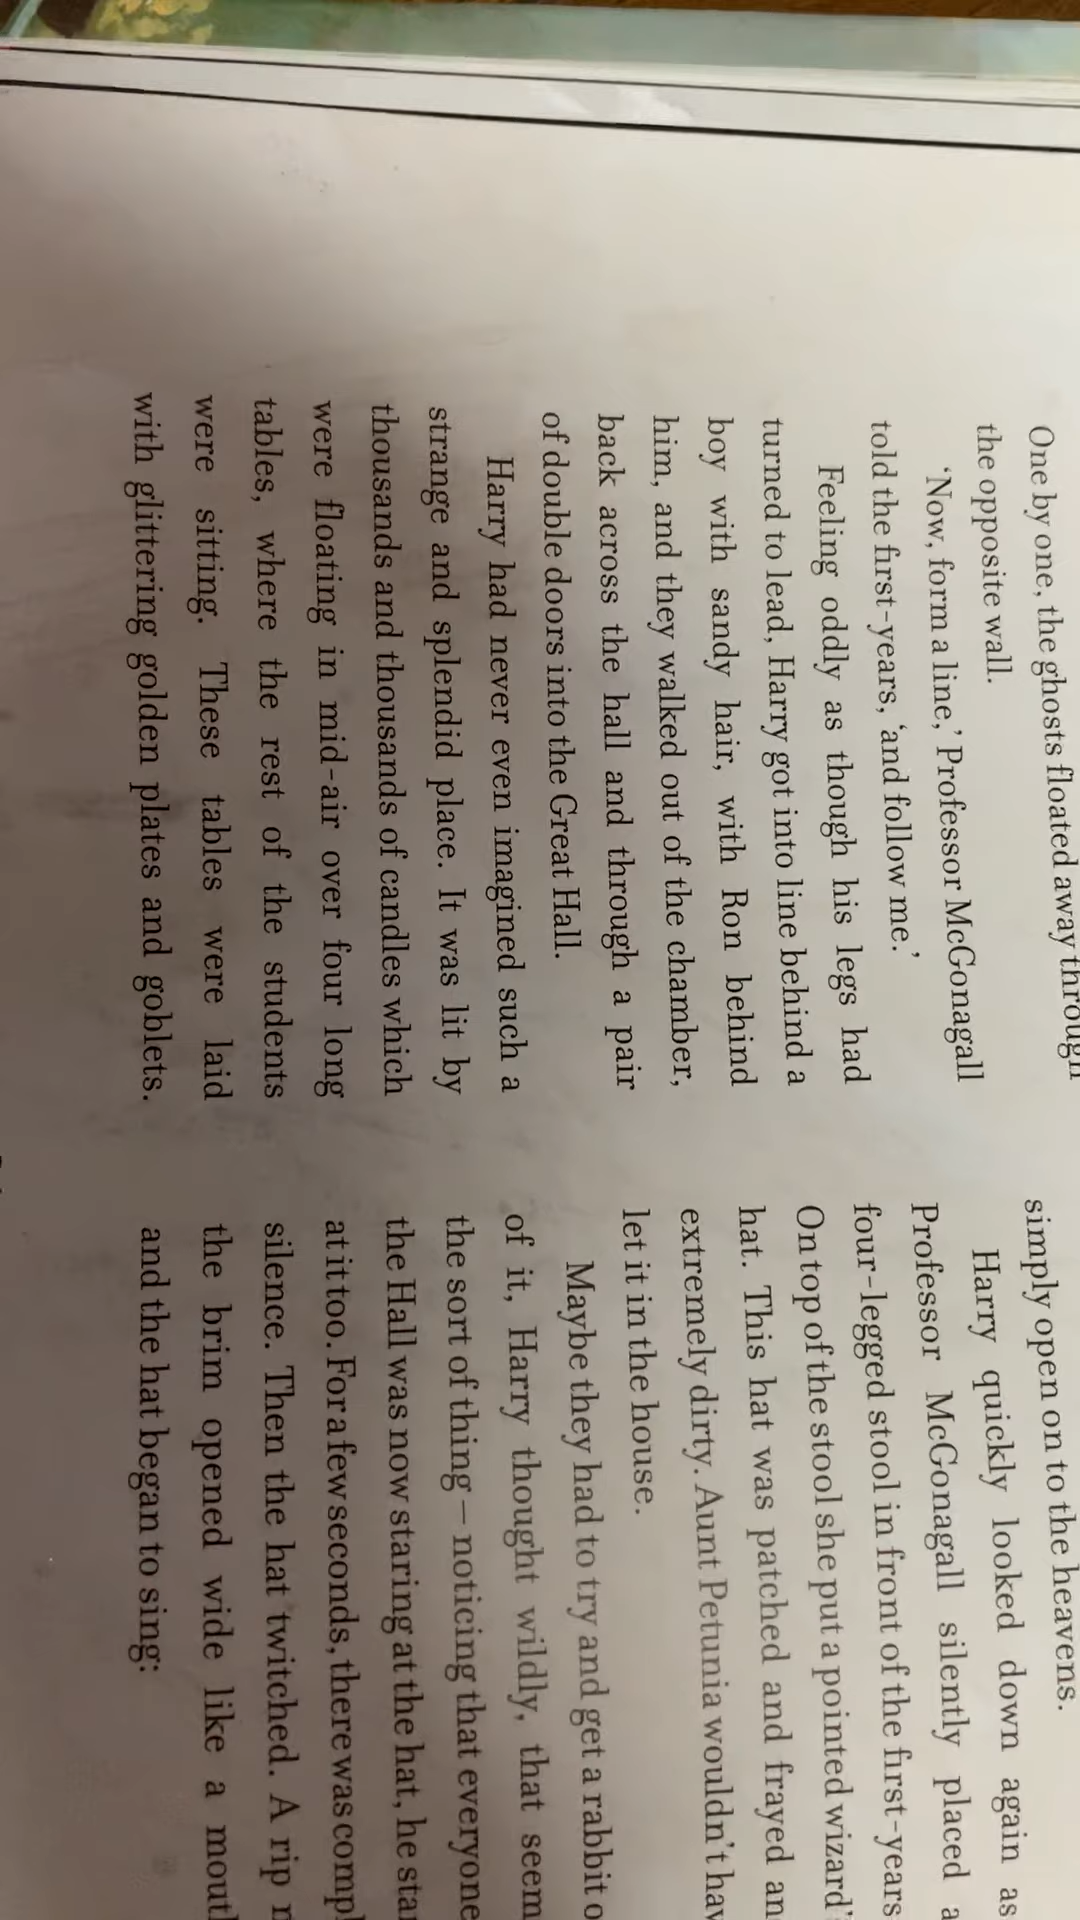 One by one, the ghosts floated away through
the opposite wall.
‘Now, form a line,’ Professor McGonagall
told the first-years, ‘and follow me.’
Feeling oddly as though his legs had
turned to lead, Harry got into line behind a
boy with sandy hair, with Ron behind
him, and they walked out of the chamber,
back across the hall and through a pair
of double doors into the Great Hall.
Harry had never even imagined such a
strange and splendid place. It was lit by
thousands and thousands of candles which
were floating in mid-air over four long
tables, where the rest of the students
were sitting. These tables were laid
with glittering golden plates and goblets.
simply open on to the heavens.
Harry quickly looked down again as
Professor McGonagall silently placed a
four-legged stool in front of the first-years
On top of the stool she put a pointed wizard’
hat. This hat was patched and frayed an
extremely dirty. Aunt Petunia wouldn’t hav
let it in the house.
Maybe they had to try and get a rabbit o
of it, Harry thought wildly, that seem
the sort of thing – noticing that everyone
the Hall was now staring at the hat, he star
at it too. For a few seconds, there was compl
silence. Then the hat twitched. A rip n
the brim opened wide like a mout
and the hat began to sing: